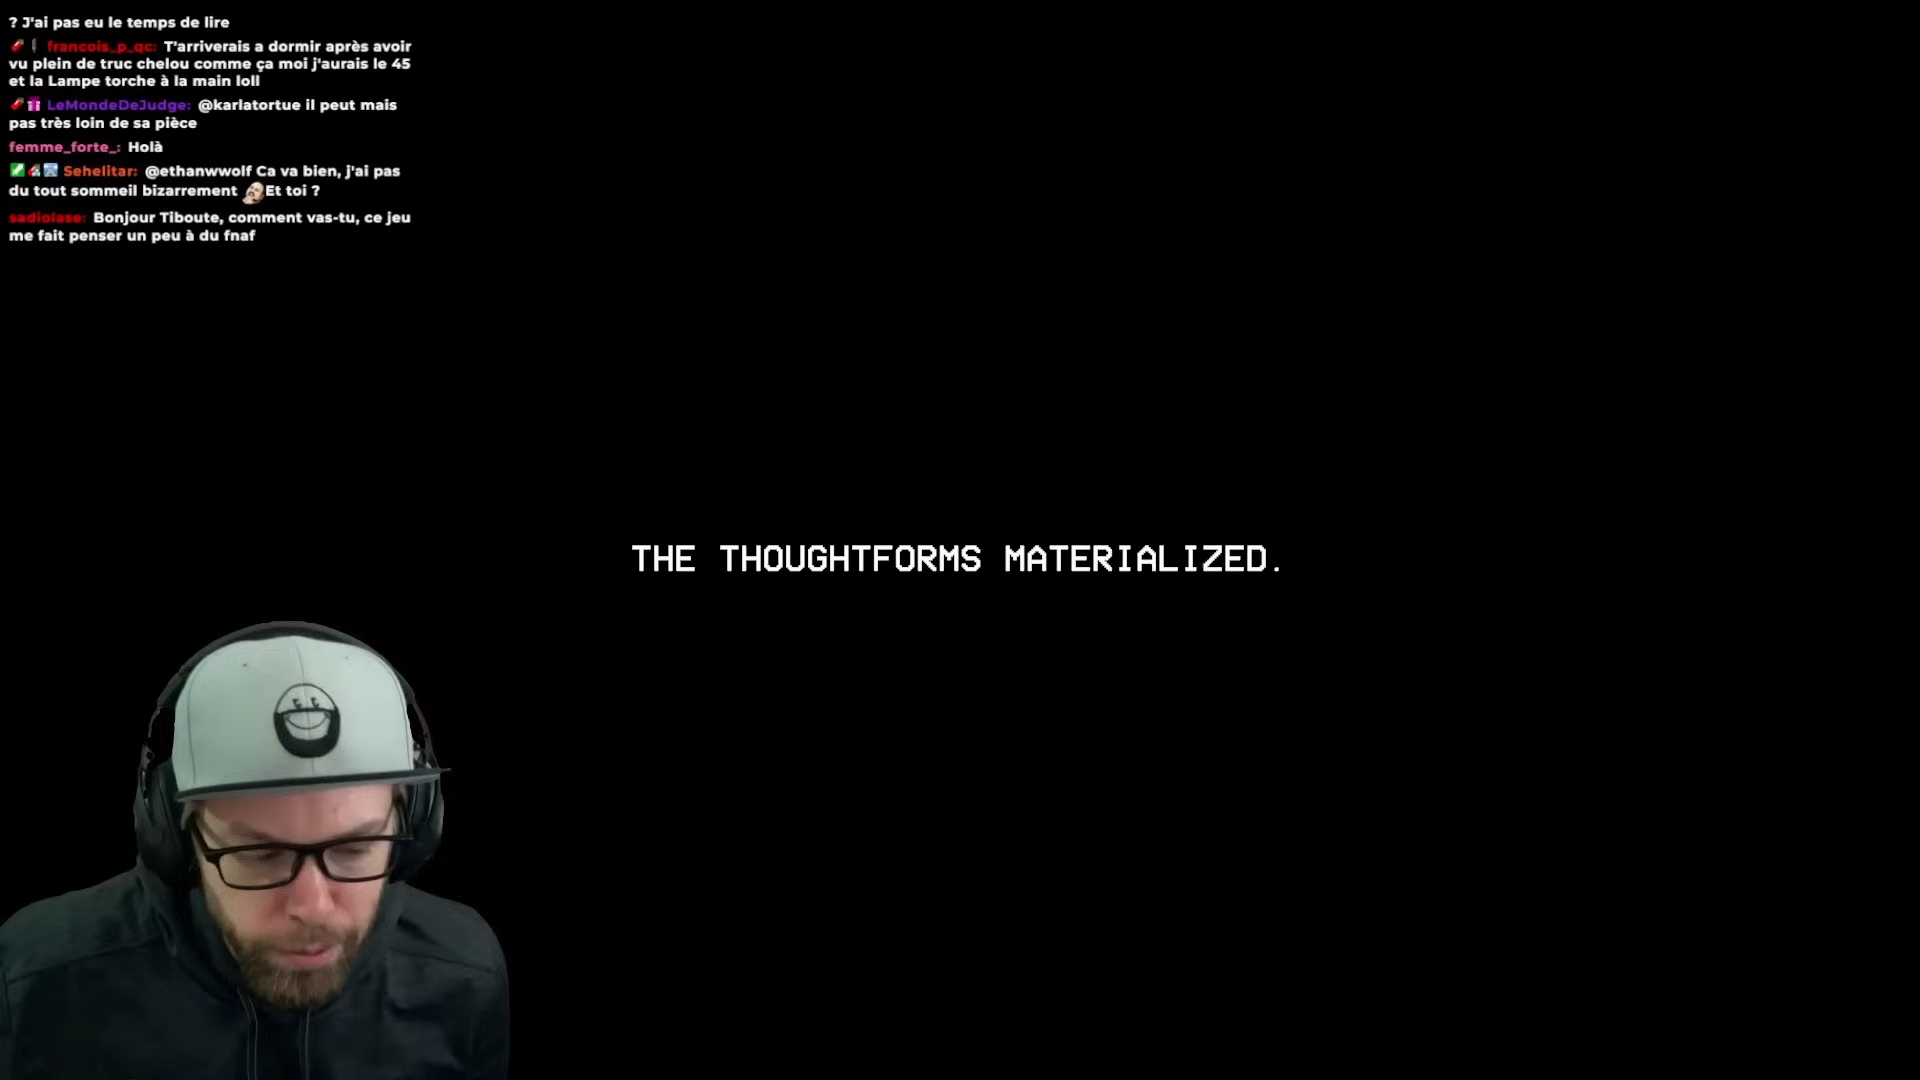 ? J'ai pas eu le temps de lire
francois_p_qc: T'arriverais a dormir après avoir
vu plein de truc chelou comme ça moi j'aurais le 45
et la Lampe torche à la main loll
LeMondeDeJudge: @karlatortue il peut mais
pas très loin de sa pièce
femme_forte_: Holà
Sehelitar: @ethanwwolf Ca va bien, j'ai pas
du tout sommeil bizarrement Et toi ?
sadiolase: Bonjour Tiboute, comment vas-tu, ce jeu
me fait penser un peu à du fnaf
THE THOUGHTFORMS MATERIALIZED.